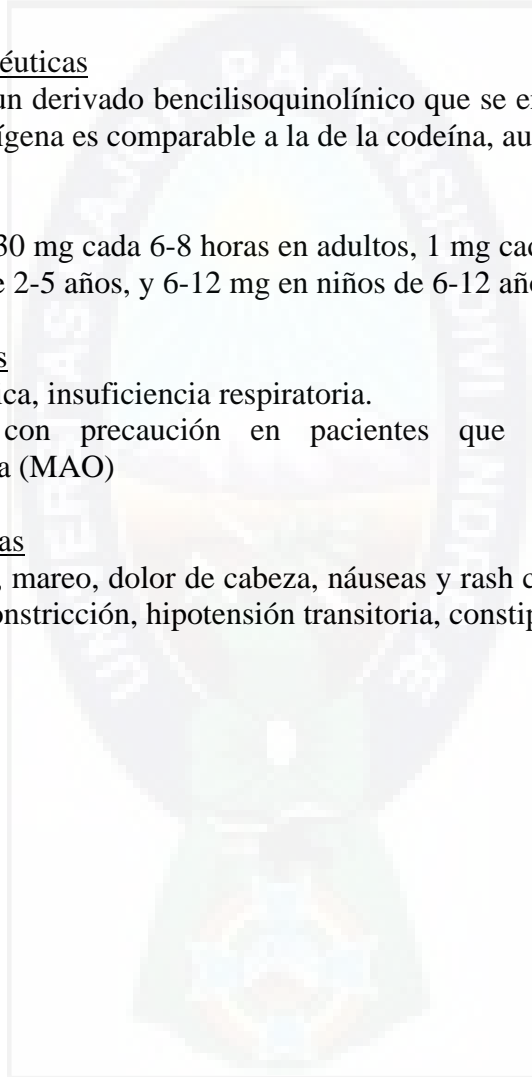 éuticas
un derivado bencilisoquinolínico que se e
ígena es comparable a la de la codeína, au
30 mg cada 6-8 horas en adultos, 1 mg cad
e 2-5 años, y 6-12 mg en niños de 6-12 año
s
ica, insuficiencia respiratoria.
con precaución en pacientes que
a (MAO)
as
, mareo, dolor de cabeza, náuseas y rash c
onstricción, hipotensión transitoria, constip